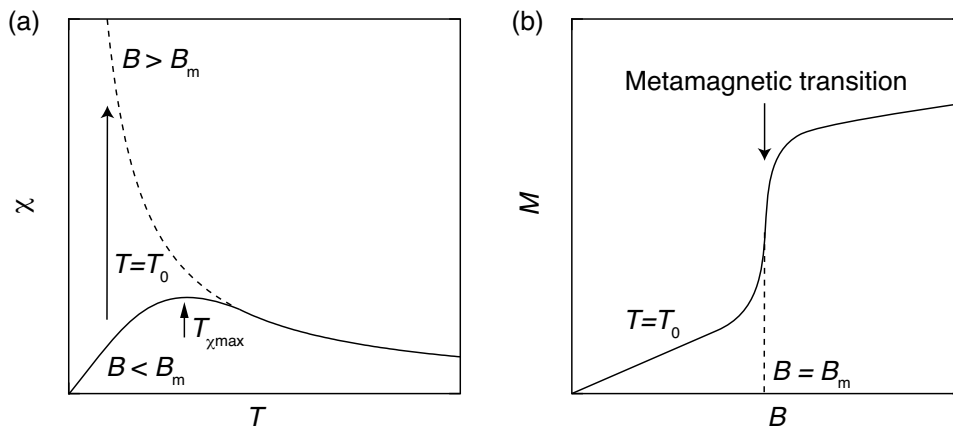 (a)
B > Bm
χ
T=T0
Tχmax
B < Bm
T
(b)
Metamagnetic transition
M
T=T0
B = Bm
B